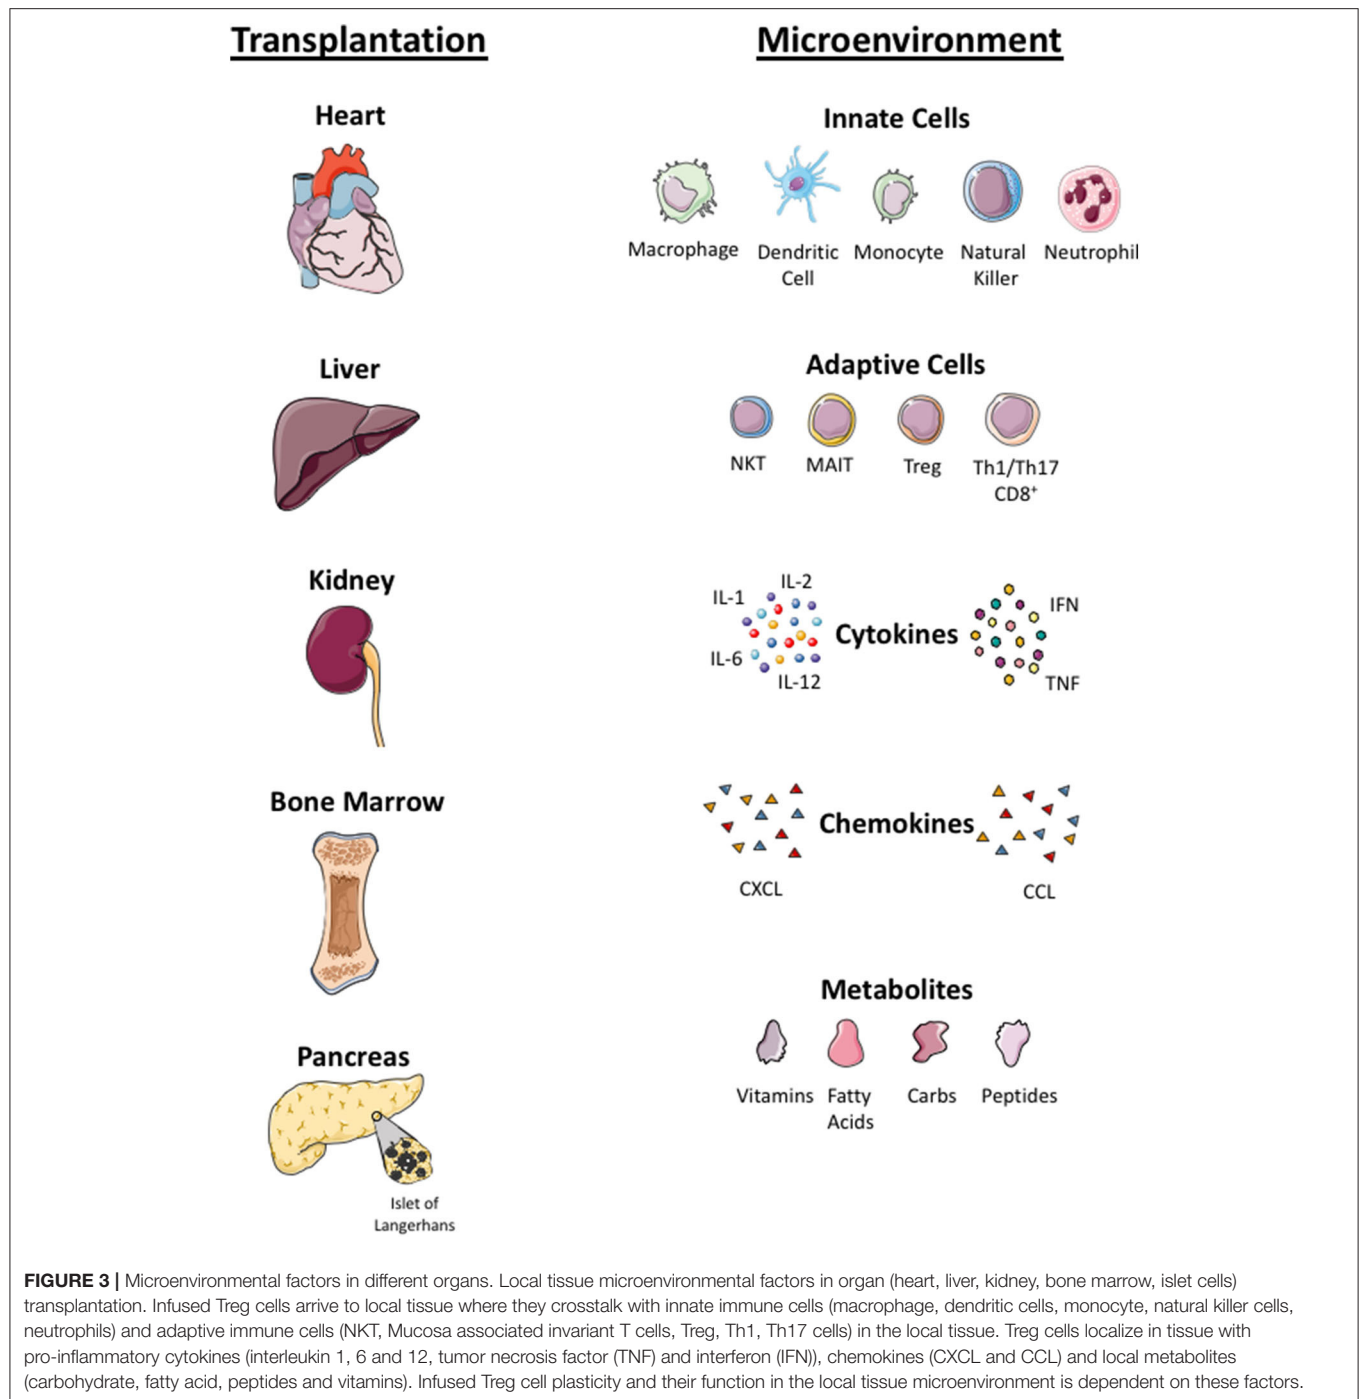 Transplantation
Heart
Liver
Kidney
Bone Marrow
Pancreas
Islet of
Langerhans
Microenvironment
Innate Cells
Macrophage
Dendritic
Cell
Monocyte
Natural
Killer
Neutrophil
Adaptive Cells
NKT
MAIT
Treg
Th1/Th17
CD8⁺
IL-1
IL-2
IL-6
IL-12
Cytokines
IFN
TNF
Chemokines
CXCL
CCL
Metabolites
Vitamins
Fatty
Acids
Carbs
Peptides
FIGURE 3 | Microenvironmental factors in different organs. Local tissue microenvironmental factors in organ (heart, liver, kidney, bone marrow, islet cells)
transplantation. Infused Treg cells arrive to local tissue where they crosstalk with innate immune cells (macrophage, dendritic cells, monocyte, natural killer cells,
neutrophils) and adaptive immune cells (NKT, Mucosa associated invariant T cells, Treg, Th1, Th17 cells) in the local tissue. Treg cells localize in tissue with
pro-inflammatory cytokines (interleukin 1, 6 and 12, tumor necrosis factor (TNF) and interferon (IFN)), chemokines (CXCL and CCL) and local metabolites
(carbohydrate, fatty acid, peptides and vitamins). Infused Treg cell plasticity and their function in the local tissue microenvironment is dependent on these factors.